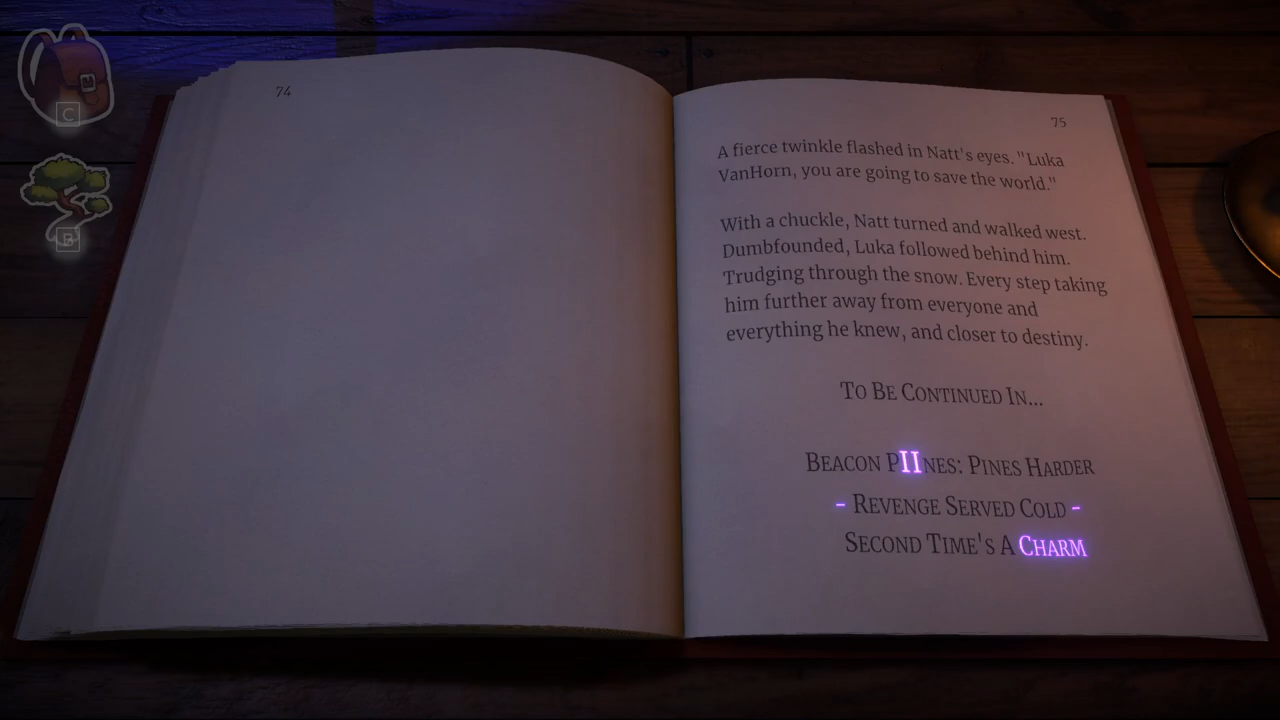 C
B
74
75
A fierce twinkle flashed in Natt's eyes. "Luka
VanHorn, you are going to save the world."
With a chuckle, Natt turned and walked west.
Dumbfounded, Luka followed behind him.
Trudging through the snow. Every step taking
him further away from everyone and
everything he knew, and closer to destiny.
To Be Continued In...
Beacon PIInes: Pines Harder
- Revenge Served Cold -
Second Time's A Charm